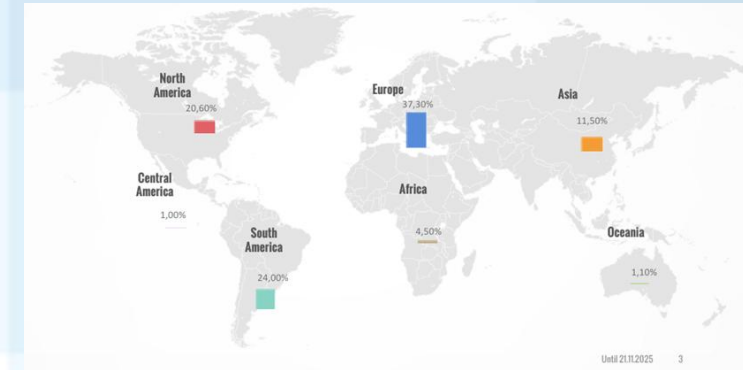 North
America
20,60%
Europe
37,30%
Asia
11,50%
Central
America
1,00%
Africa
4,50%
South
America
24,00%
Oceania
1,10%
Until 21.11.2025
3